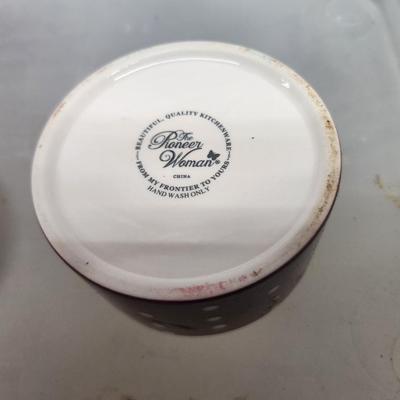 BEAUTIFUL, QUALITY KITCHENWARE
The
Pioneer
Woman®
CHINA
FROM MY FRONTIER TO YOURS
HAND WASH ONLY